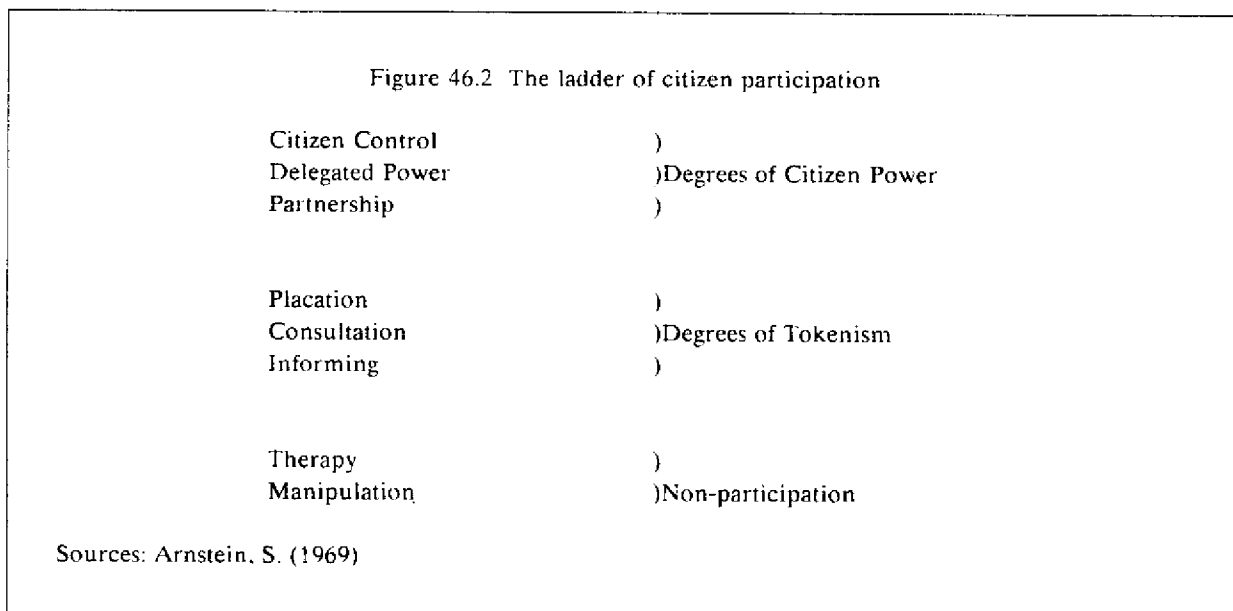 Figure 46.2 The ladder of citizen participation
Citizen Control )
Delegated Power )Degrees of Citizen Power
Partnership )
Placation )
Consultation )Degrees of Tokenism
Informing )
Therapy )
Manipulation )Non-participation
Sources: Arnstein, S. (1969)